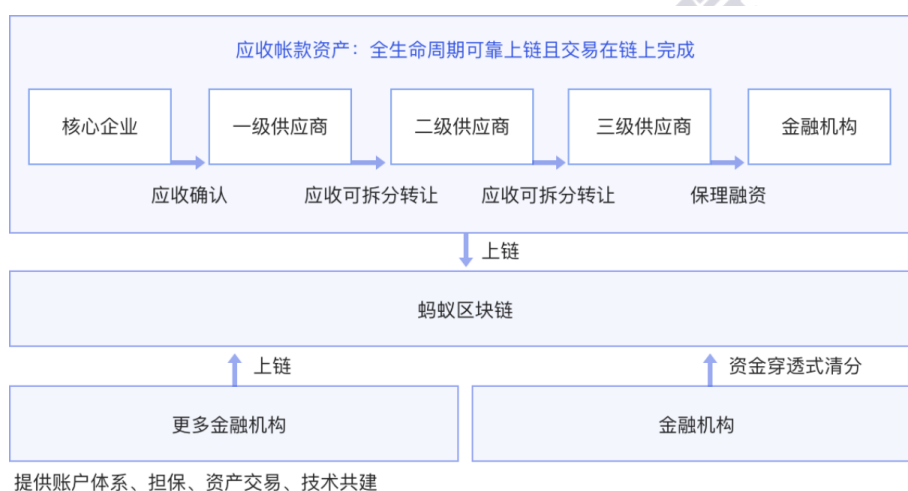 应收帐款资产：全生命周期可靠上链且交易在链上完成
核心企业
一级供应商
二级供应商
三级供应商
金融机构
应收确认
应收可拆分转让
应收可拆分转让
保理融资
上链
蚂蚁区块链
上链
资金穿透式清分
更多金融机构
金融机构
提供账户体系、担保、资产交易、技术共建